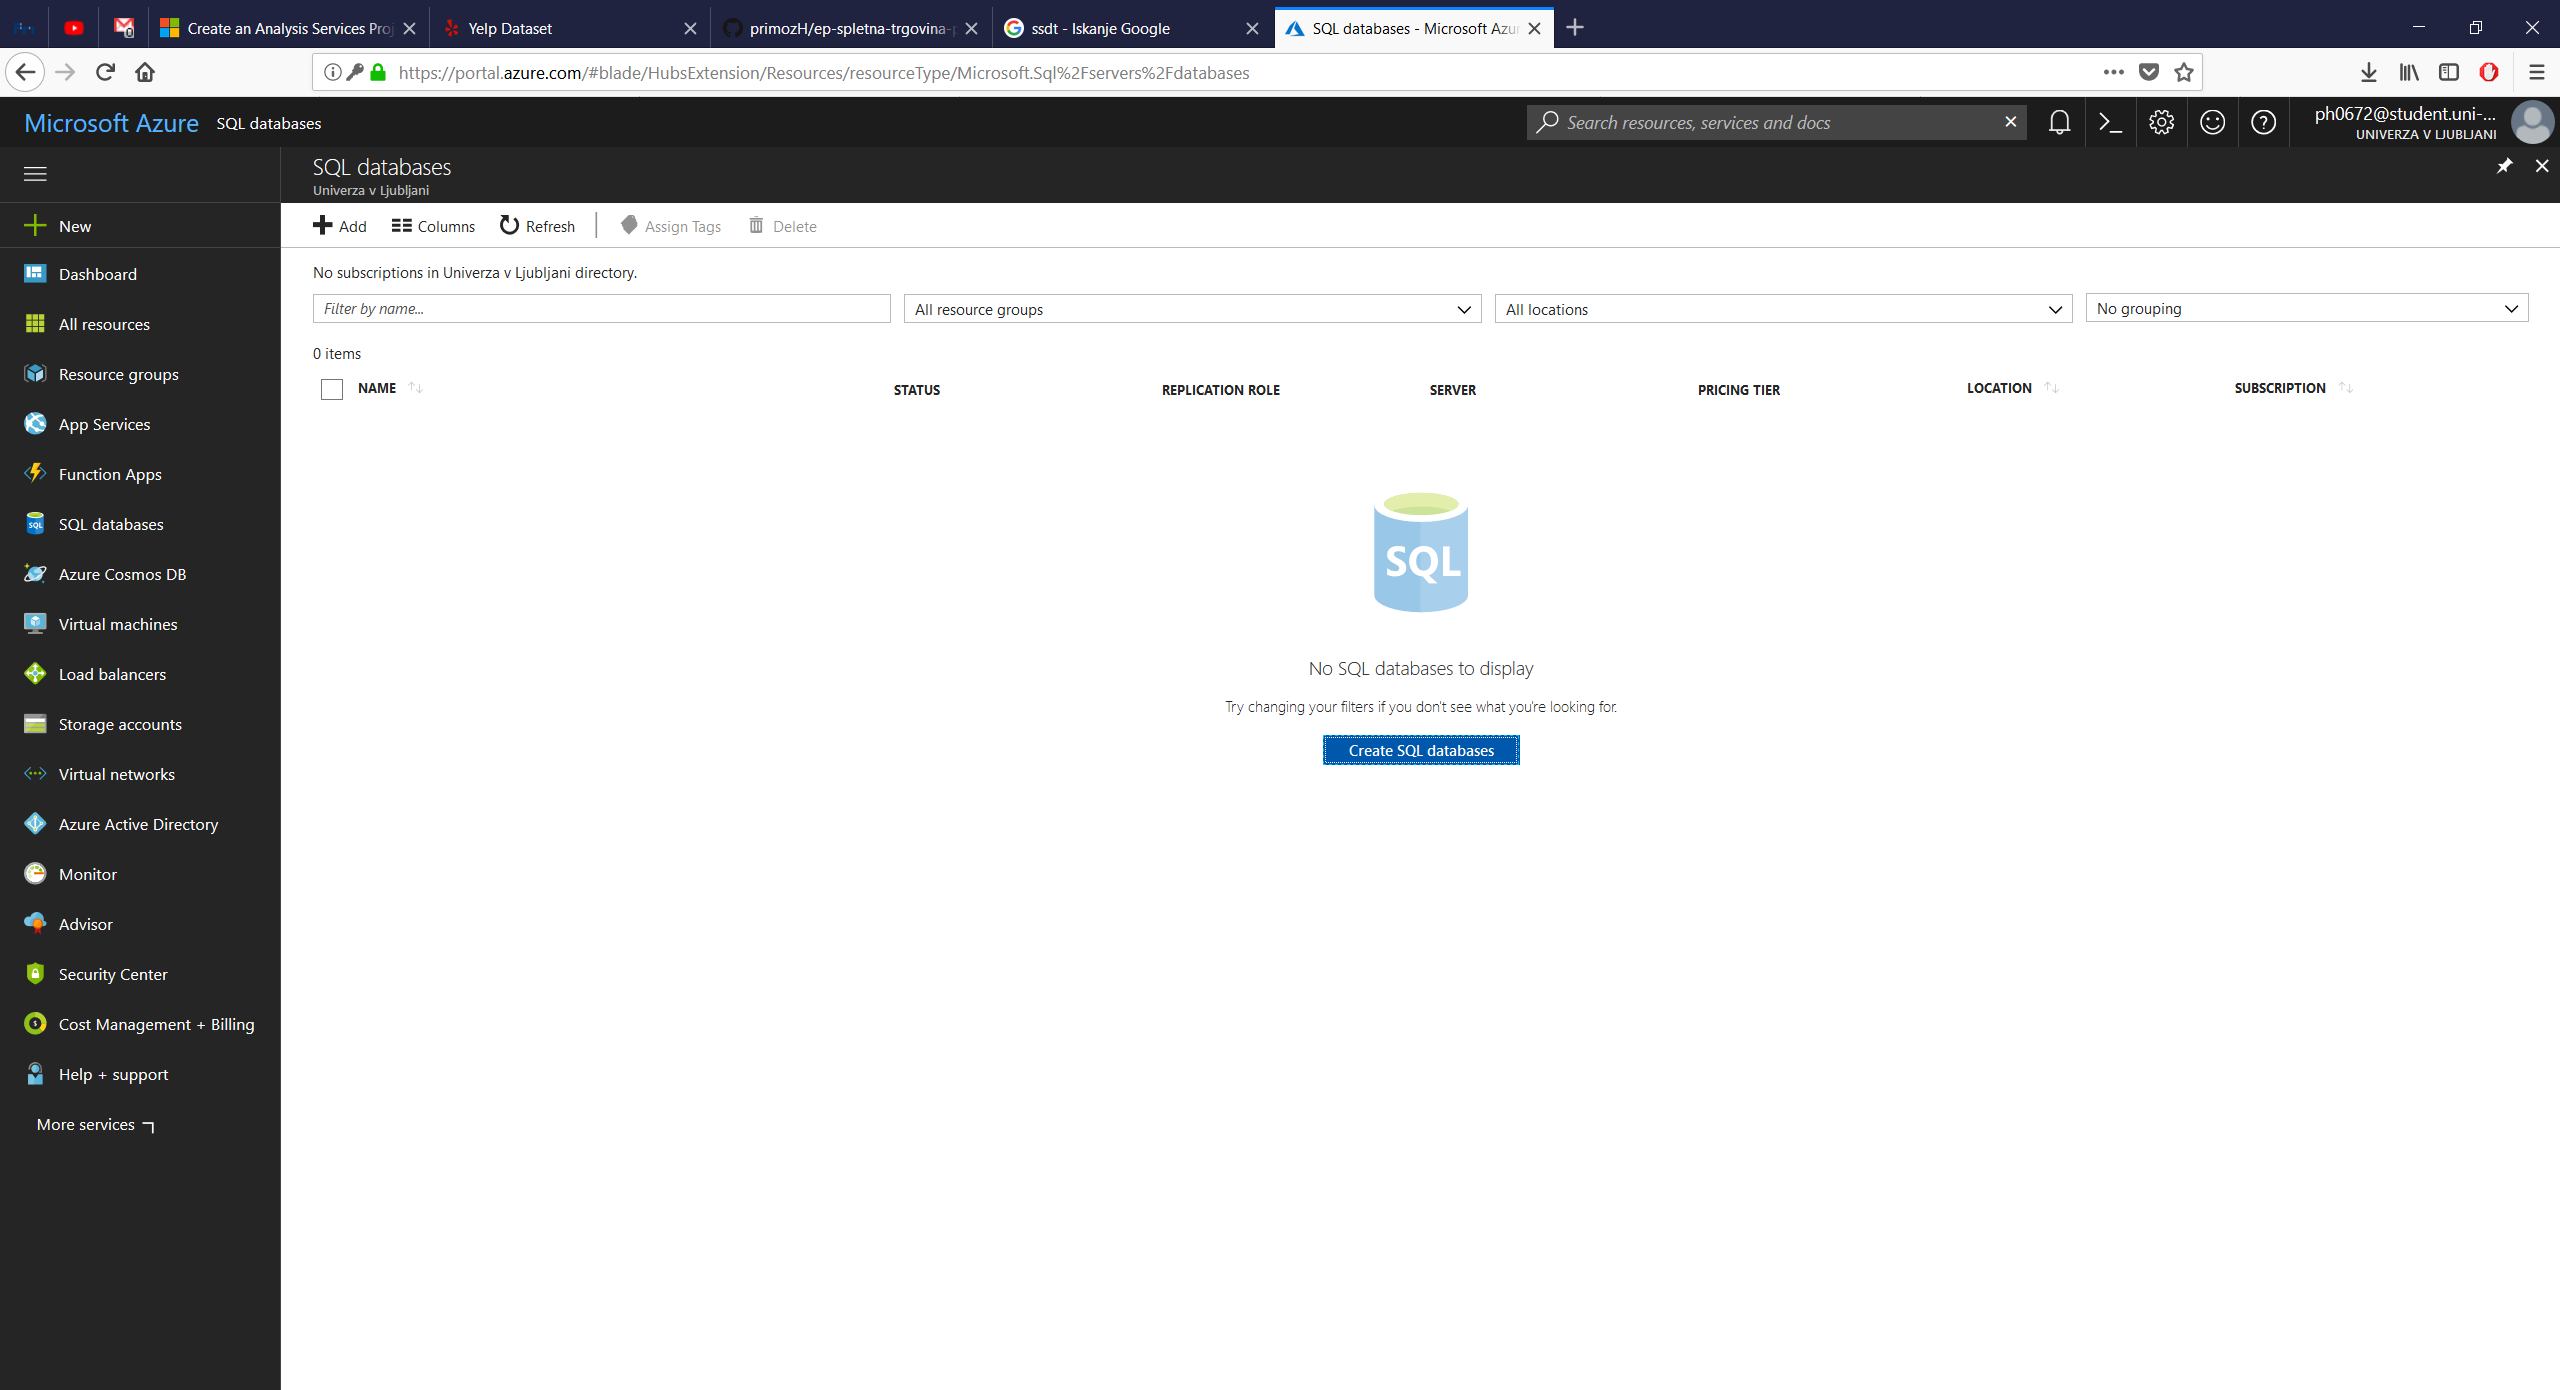 Create an Analysis Services Proj
Yelp Dataset
primozH/ep-spletna-trgovina-p
ssdt - Iskanje Google
SQL databases - Microsoft Azur
https://portal.azure.com/#blade/HubsExtension/Resources/resourceType/Microsoft.Sql%2Fservers%2Fdatabases
Microsoft Azure
SQL databases
Search resources, services and docs
ph0672@student.uni-...
UNIVERZA V LJUBLJANI
SQL databases
Univerza v Ljubljani
New
Dashboard
All resources
Resource groups
App Services
Function Apps
SQL databases
Azure Cosmos DB
Virtual machines
Load balancers
Storage accounts
Virtual networks
Azure Active Directory
Monitor
Advisor
Security Center
Cost Management + Billing
Help + support
More services
Add
Columns
Refresh
Assign Tags
Delete
No subscriptions in Univerza v Ljubljani directory.
Filter by name...
All resource groups
All locations
No grouping
0 items
NAME
STATUS
REPLICATION ROLE
SERVER
PRICING TIER
LOCATION
SUBSCRIPTION
SQL
No SQL databases to display
Try changing your filters if you don't see what you're looking for.
Create SQL databases